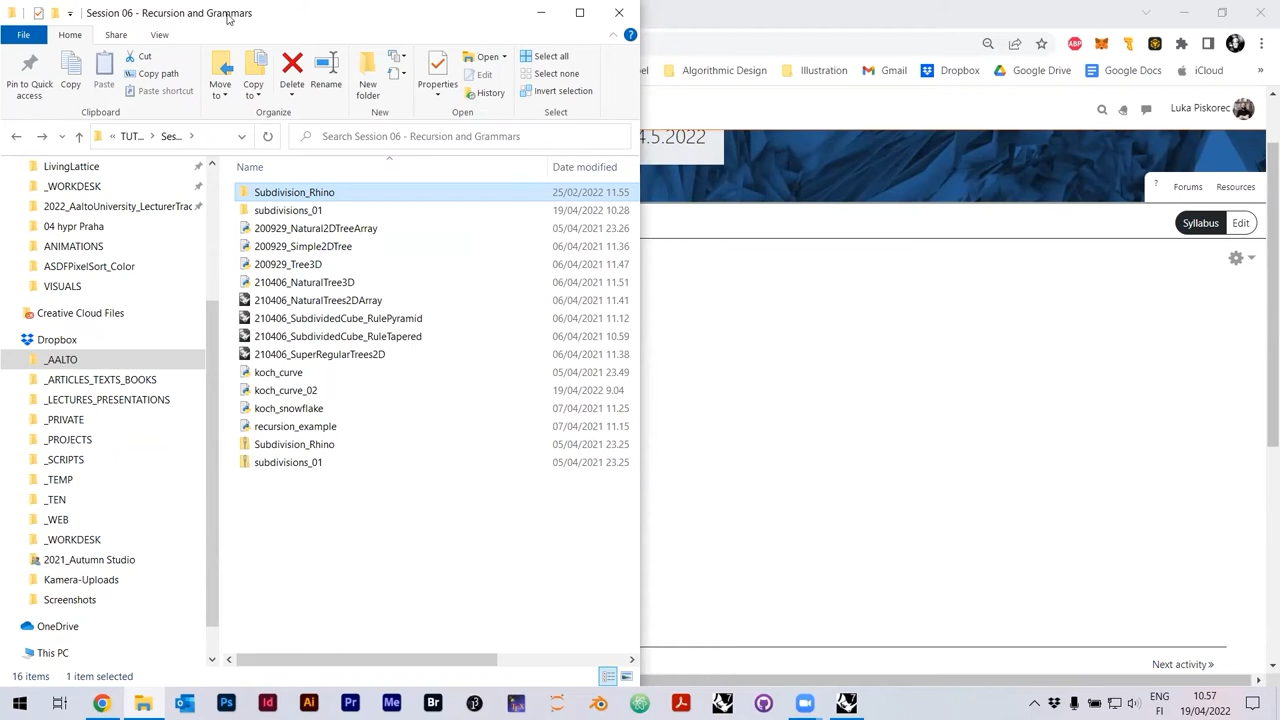 Session 06 - Recursion and Grammars
File
Home
Share
View
Pin to Quick access
Copy
Paste
Cut
Copy path
Paste shortcut
Clipboard
Move to
Copy to
Delete
Rename
Organize
New folder
New
Properties
Open
Edit
History
Open
Select all
Select none
Invert selection
Select
« TUT... > Ses... >
Search Session 06 - Recursion and Grammars
Name
Date modified
LivingLattice
_WORKDESK
2022_AaltoUniversity_LecturerTrac
04 hypr Praha
ANIMATIONS
ASDFPixelSort_Color
VISUALS
Creative Cloud Files
Dropbox
_AALTO
_ARTICLES_TEXTS_BOOKS
_LECTURES_PRESENTATIONS
_PRIVATE
_PROJECTS
_SCRIPTS
_TEMP
_TEN
_WEB
_WORKDESK
2021_Autumn Studio
Kamera-Uploads
Screenshots
OneDrive
This PC
Subdivision_Rhino 25/02/2022 11.55
subdivisions_01 19/04/2022 10.28
200929_Natural2DTreeArray 05/04/2021 23.26
200929_Simple2DTree 06/04/2021 11.36
200929_Tree3D 06/04/2021 11.47
210406_NaturalTree3D 06/04/2021 11.51
210406_NaturalTrees2DArray 06/04/2021 11.41
210406_SubdividedCube_RulePyramid 06/04/2021 11.12
210406_SubdividedCube_RuleTapered 06/04/2021 10.59
210406_SuperRegularTrees2D 06/04/2021 11.38
koch_curve 05/04/2021 23.49
koch_curve_02 19/04/2022 9.04
koch_snowflake 07/04/2021 11.25
recursion_example 07/04/2021 11.15
Subdivision_Rhino 05/04/2021 23.25
subdivisions_01 05/04/2021 23.25
16 items 1 item selected
ABP
Algorithmic Design
Illustration
Gmail
Dropbox
Google Drive
Google Docs
iCloud
»
Luka Piskorec
4.5.2022
? Forums Resources
Syllabus Edit
Next activity »
Ps
Id
Ai
Pr
Me
Br
ENG
FI
10.57
19/04/2022